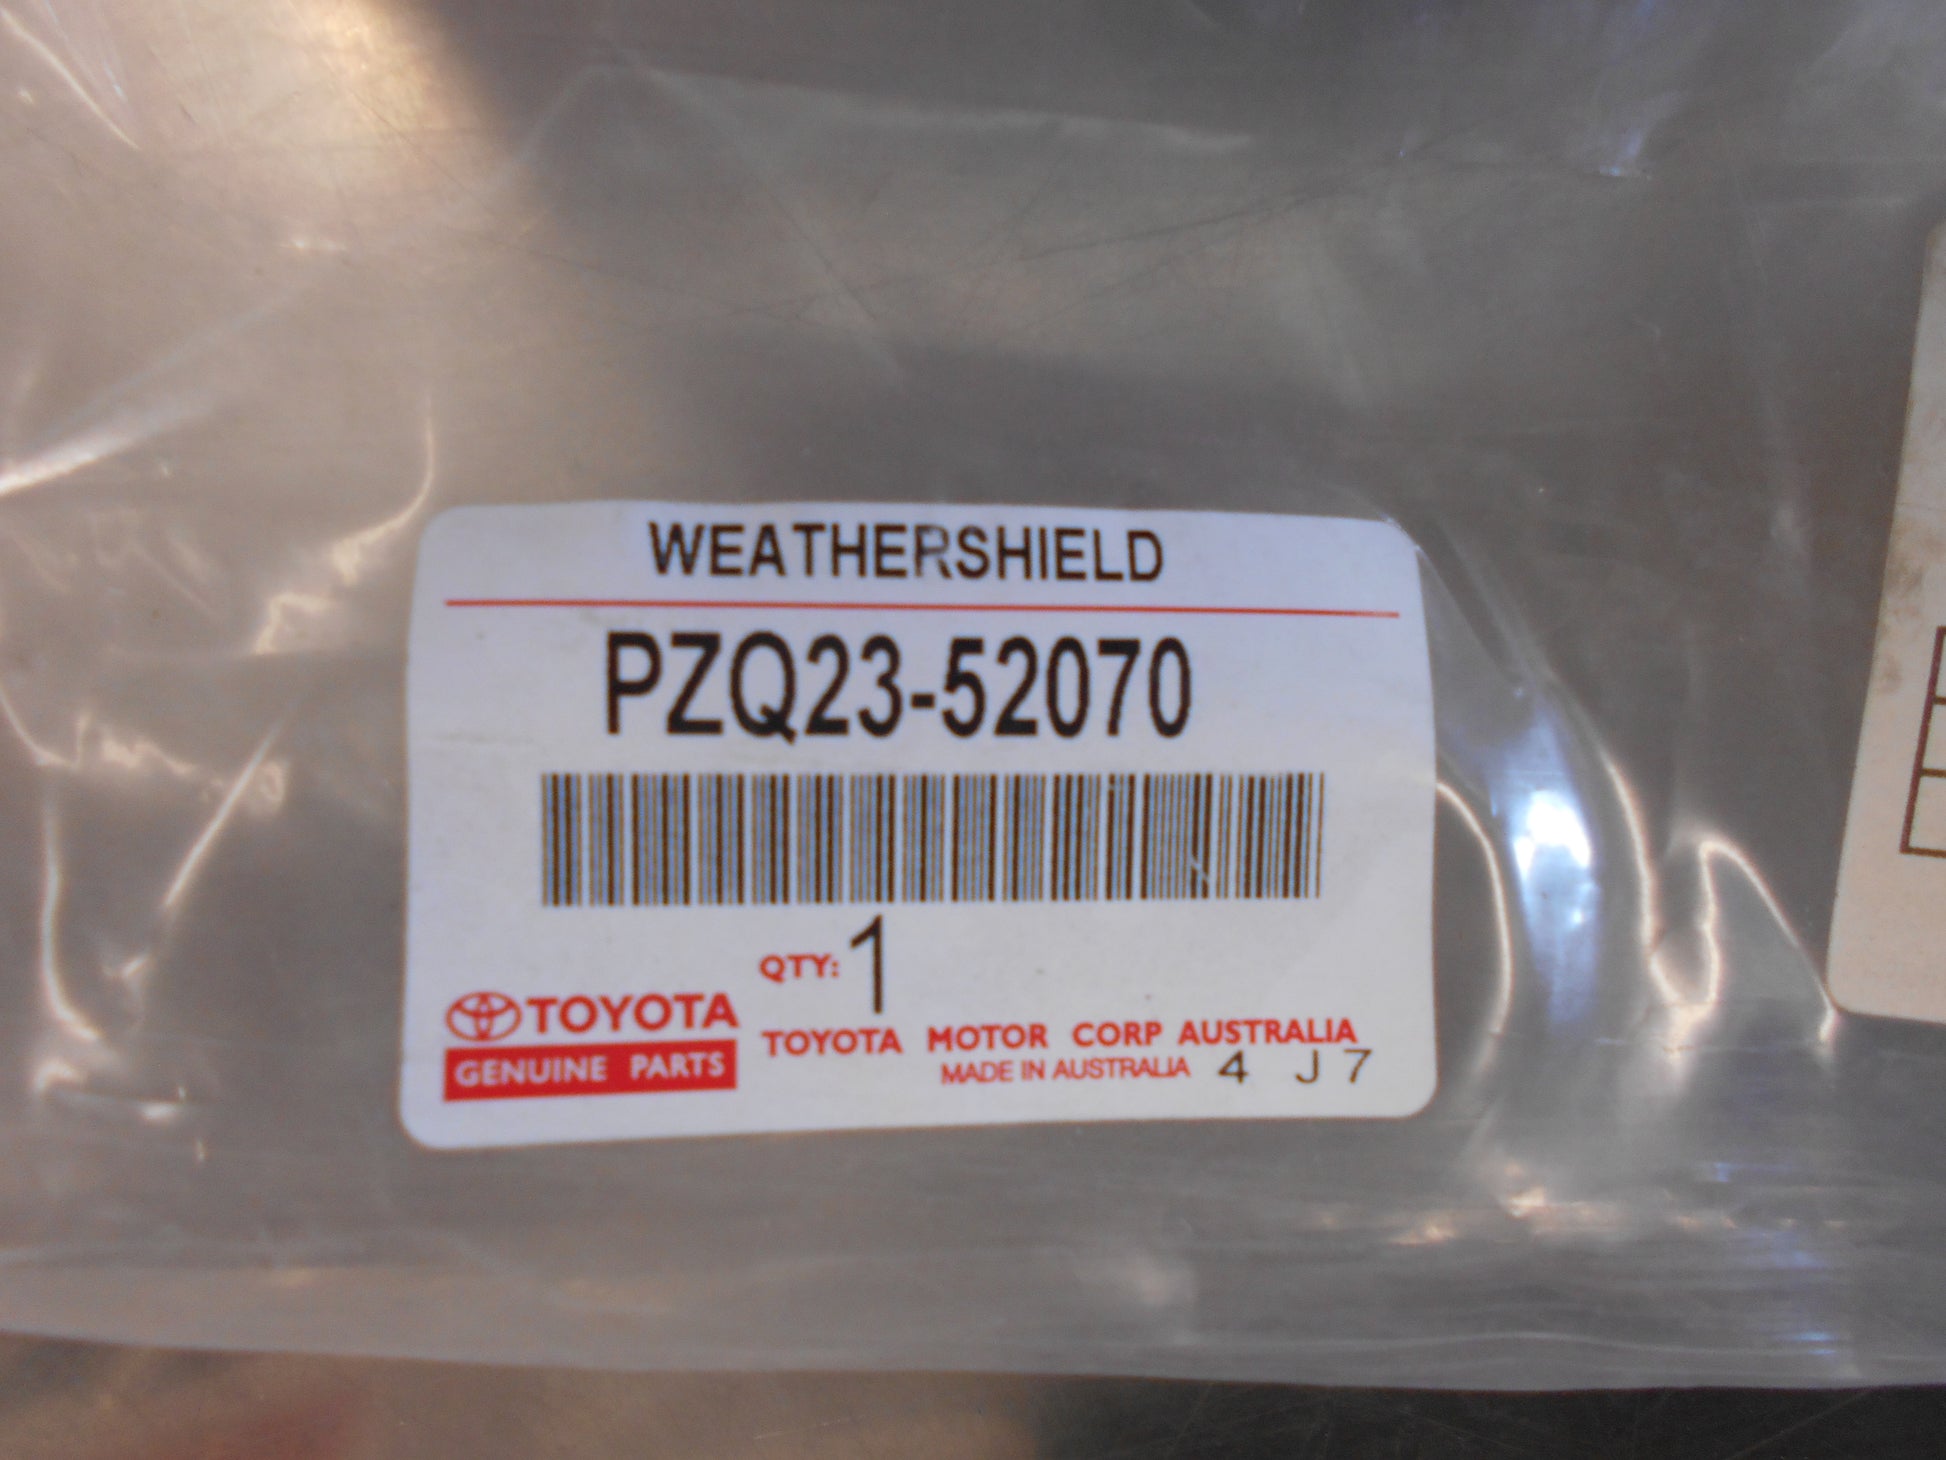 WEATHERSHIELD
PZQ23-52070
QTY: 1
TOYOTA
GENUINE PARTS
TOYOTA MOTOR CORP AUSTRALIA
MADE IN AUSTRALIA 4 J7